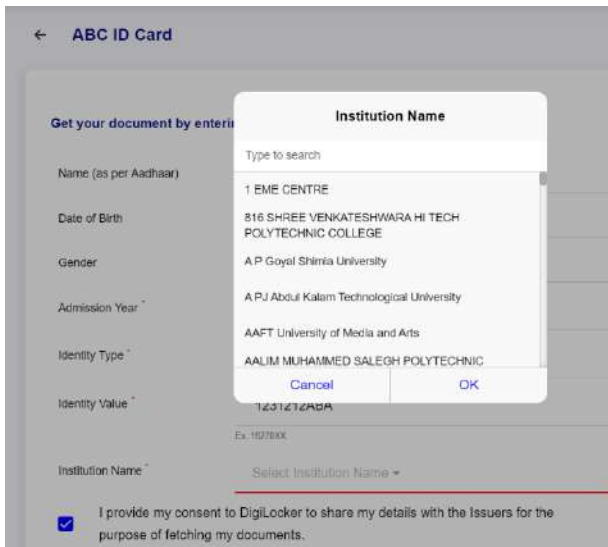 ← ABC ID Card
Get your document by enterin
Institution Name
Type to search
Name (as per Aadhaar)
1 EME CENTRE
Date of Birth
816 SHREE VENKATESHWARA HI TECH
POLYTECHNIC COLLEGE
Gender
A P Goyal Shimla University
Admission Year *
A PJ Abdul Kalam Technological University
AAFT University of Media and Arts
Identity Type *
AALIM MUHAMMED SALEGH POLYTECHNIC
Cancel OK
Identity Value *
1231212ABA
Institution Name *
Select Institution Name
I provide my consent to DigiLocker to share my details with the Issuers for the
purpose of fetching my documents.